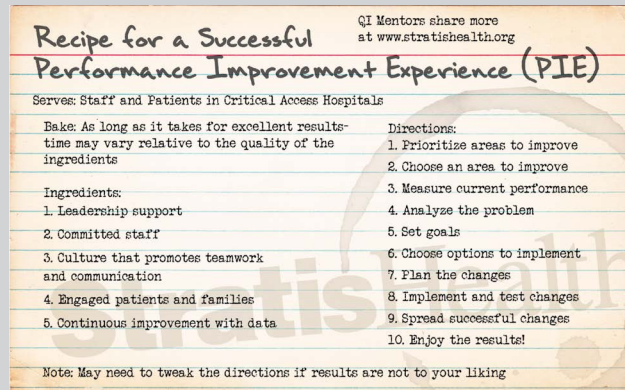 QI Mentors share more
at www.stratishealth.org
Recipe for a Successful
Performance Improvement Experience (PIE)
Serves: Staff and Patients in Critical Access Hospitals
Bake: As long as it takes for excellent results-
time may vary relative to the quality of the
ingredients
Ingredients:
1. Leadership support
2. Committed staff
3. Culture that promotes teamwork
and communication
4. Engaged patients and families
5. Continuous improvement with data
Directions:
1. Prioritize areas to improve
2. Choose an area to improve
3. Measure current performance
4. Analyze the problem
5. Set goals
6. Choose options to implement
7. Plan the changes
8. Implement and test changes
9. Spread successful changes
10. Enjoy the results!
Note: May need to tweak the directions if results are not to your liking
StratisHealth